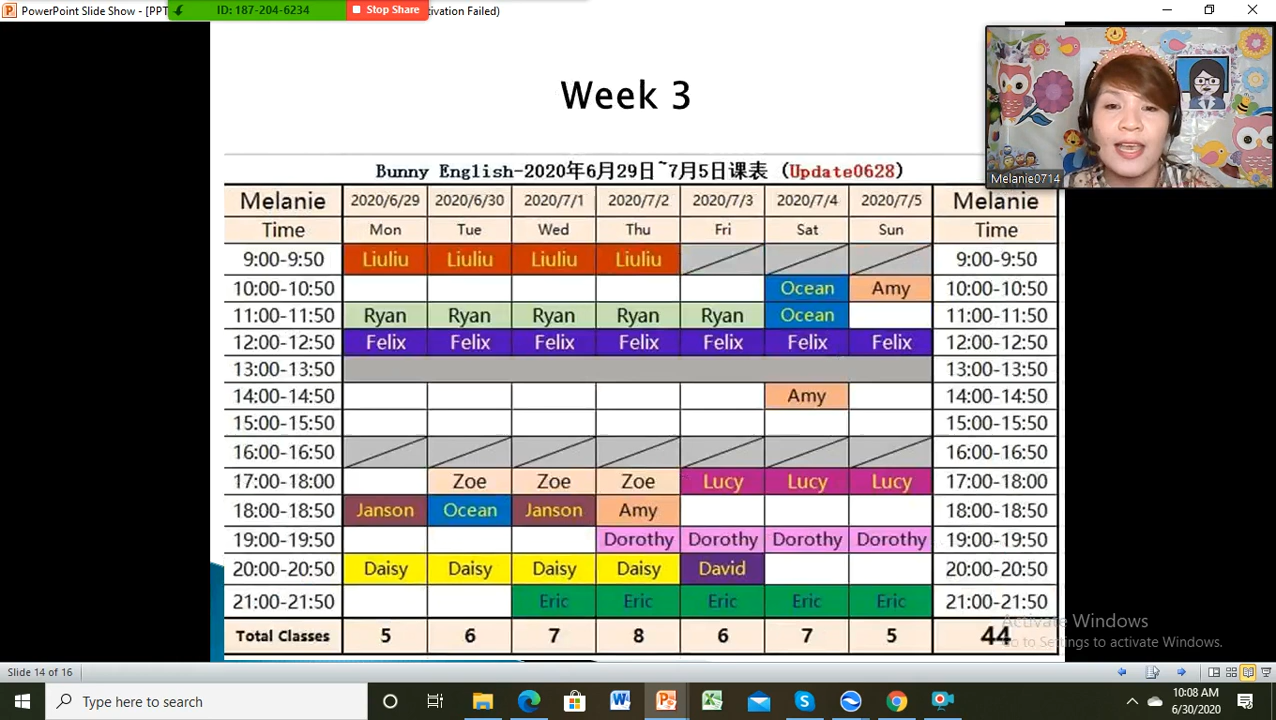 PowerPoint Slide Show - [PPT
ID: 187-204-6234
Stop Share
ivation Failed)
Week 3
Melanie0714
Bunny English-2020年6月29日~7月5日课表 (Update0628)
Melanie 2020/6/29 2020/6/30 2020/7/1 2020/7/2 2020/7/3 2020/7/4 2020/7/5 Melanie
Time Mon Tue Wed Thu Fri Sat Sun Time
9:00-9:50 Liuliu Liuliu Liuliu Liuliu 9:00-9:50
10:00-10:50 Ocean Amy 10:00-10:50
11:00-11:50 Ryan Ryan Ryan Ryan Ryan Ocean 11:00-11:50
12:00-12:50 Felix Felix Felix Felix Felix Felix Felix 12:00-12:50
13:00-13:50 13:00-13:50
14:00-14:50 Amy 14:00-14:50
15:00-15:50 15:00-15:50
16:00-16:50 16:00-16:50
17:00-18:00 Zoe Zoe Zoe Lucy Lucy Lucy 17:00-18:00
18:00-18:50 Janson Ocean Janson Amy 18:00-18:50
19:00-19:50 Dorothy Dorothy Dorothy Dorothy 19:00-19:50
20:00-20:50 Daisy Daisy Daisy Daisy David 20:00-20:50
21:00-21:50 Eric Eric Eric Eric Eric 21:00-21:50
Total Classes 5 6 7 8 6 7 5 44
Activate Windows
Go to Settings to activate Windows.
Slide 14 of 16
Type here to search
10:08 AM
6/30/2020